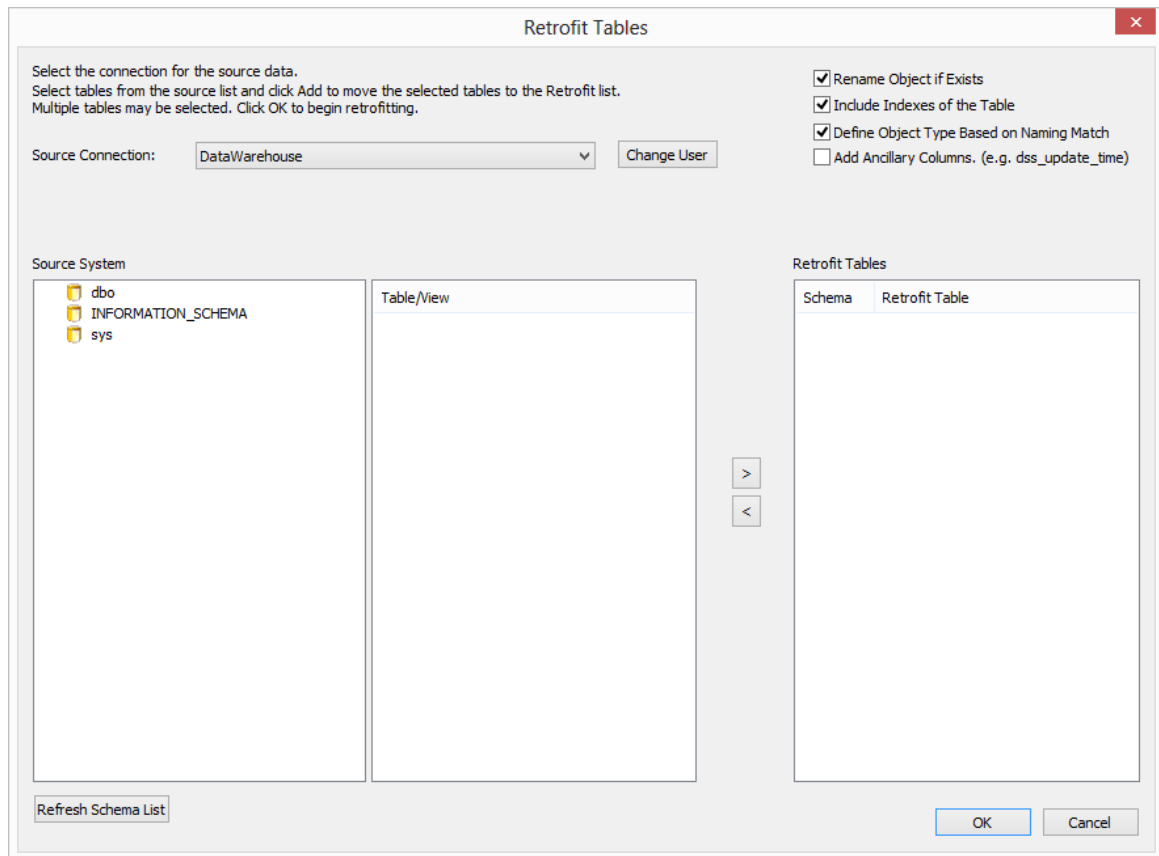 Retrofit Tables
Select the connection for the source data.
Select tables from the source list and click Add to move the selected tables to the Retrofit list.
Multiple tables may be selected. Click OK to begin retrofitting.
Rename Object if Exists
Include Indexes of the Table
Define Object Type Based on Naming Match
Add Ancillary Columns. (e.g. dss_update_time)
Source Connection:
DataWarehouse
Change User
Source System
dbo
INFORMATION_SCHEMA
sys
Table/View
>
<
Retrofit Tables
Schema Retrofit Table
Refresh Schema List
OK
Cancel